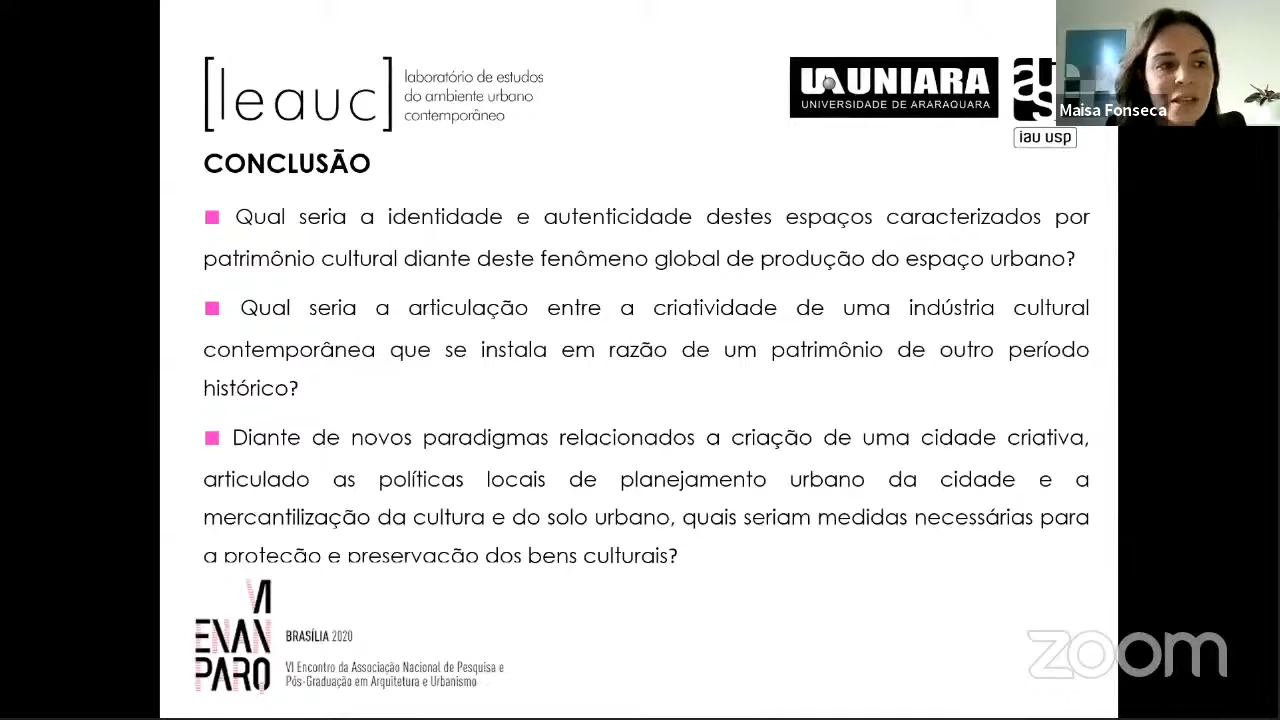 [leauc]
laboratório de estudos
do ambiente urbano
contemporâneo
UNIARA
UNIVERSIDADE DE ARARAQUARA
iau usp
Maisa Fonseca
CONCLUSÃO
Qual seria a identidade e autenticidade destes espaços caracterizados por
patrimônio cultural diante deste fenômeno global de produção do espaço urbano?
Qual seria a articulação entre a criatividade de uma indústria cultural
contemporânea que se instala em razão de um patrimônio de outro período
histórico?
Diante de novos paradigmas relacionados a criação de uma cidade criativa,
articulado as políticas locais de planejamento urbano da cidade e a
mercantilização da cultura e do solo urbano, quais seriam medidas necessárias para
a proteção e preservação dos bens culturais?
VI
ENAN
PARQ
BRASÍLIA 2020
VI Encontro da Associação Nacional de Pesquisa e
Pós-Graduação em Arquitetura e Urbanismo
zoom